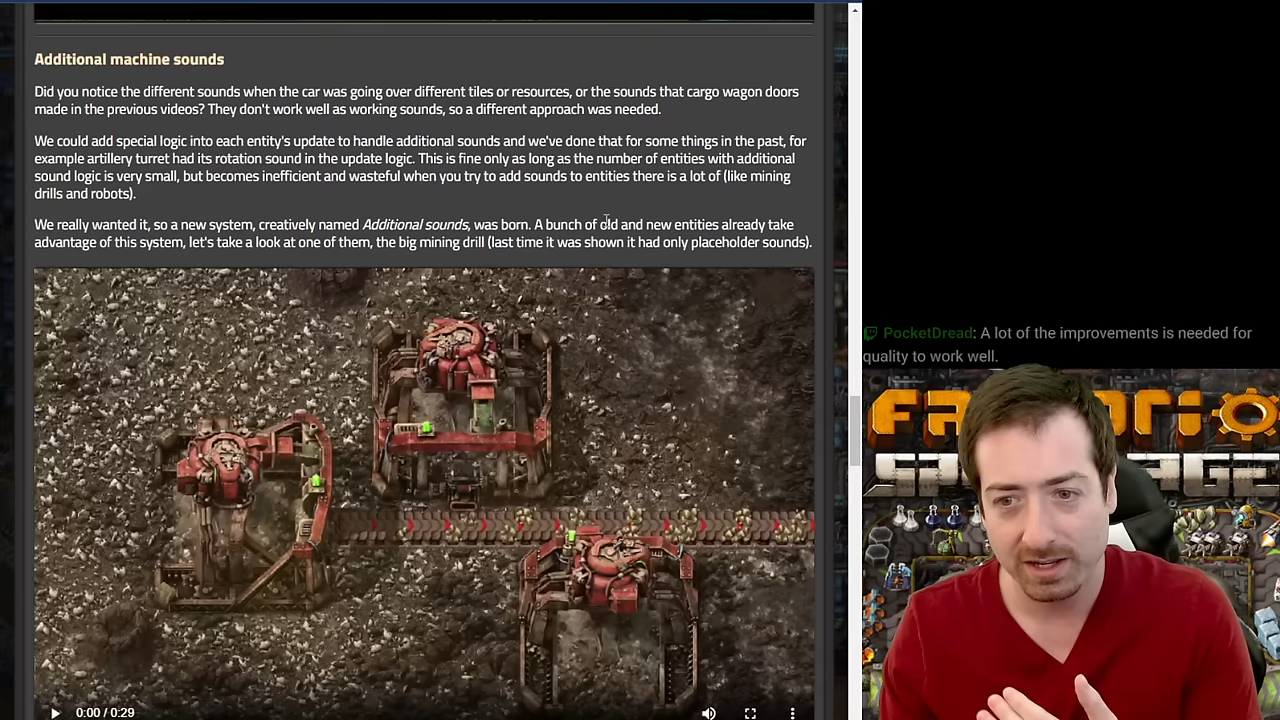 Additional machine sounds
Did you notice the different sounds when the car was going over different tiles or resources, or the sounds that cargo wagon doors
made in the previous videos? They don't work well as working sounds, so a different approach was needed.
We could add special logic into each entity's update to handle additional sounds and we've done that for some things in the past, for
example artillery turret had its rotation sound in the update logic. This is fine only as long as the number of entities with additional
sound logic is very small, but becomes inefficient and wasteful when you try to add sounds to entities there is a lot of (like mining
drills and robots).
We really wanted it, so a new system, creatively named Additional sounds, was born. A bunch of old and new entities already take
advantage of this system, let's take a look at one of them, the big mining drill (last time it was shown it had only placeholder sounds).
0:00 / 0:29
PocketDread: A lot of the improvements is needed for
quality to work well.